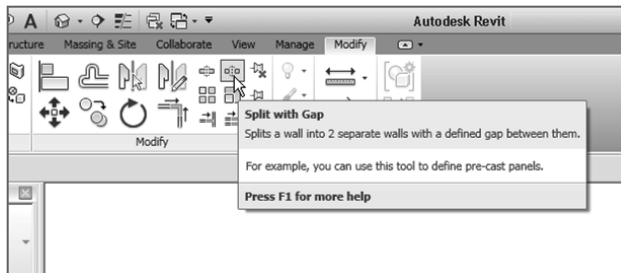 A
Autodesk Revit
ructure Massing & Site Collaborate View Manage Modify
Modify
Split with Gap
Splits a wall into 2 separate walls with a defined gap between them.
For example, you can use this tool to define pre-cast panels.
Press F1 for more help